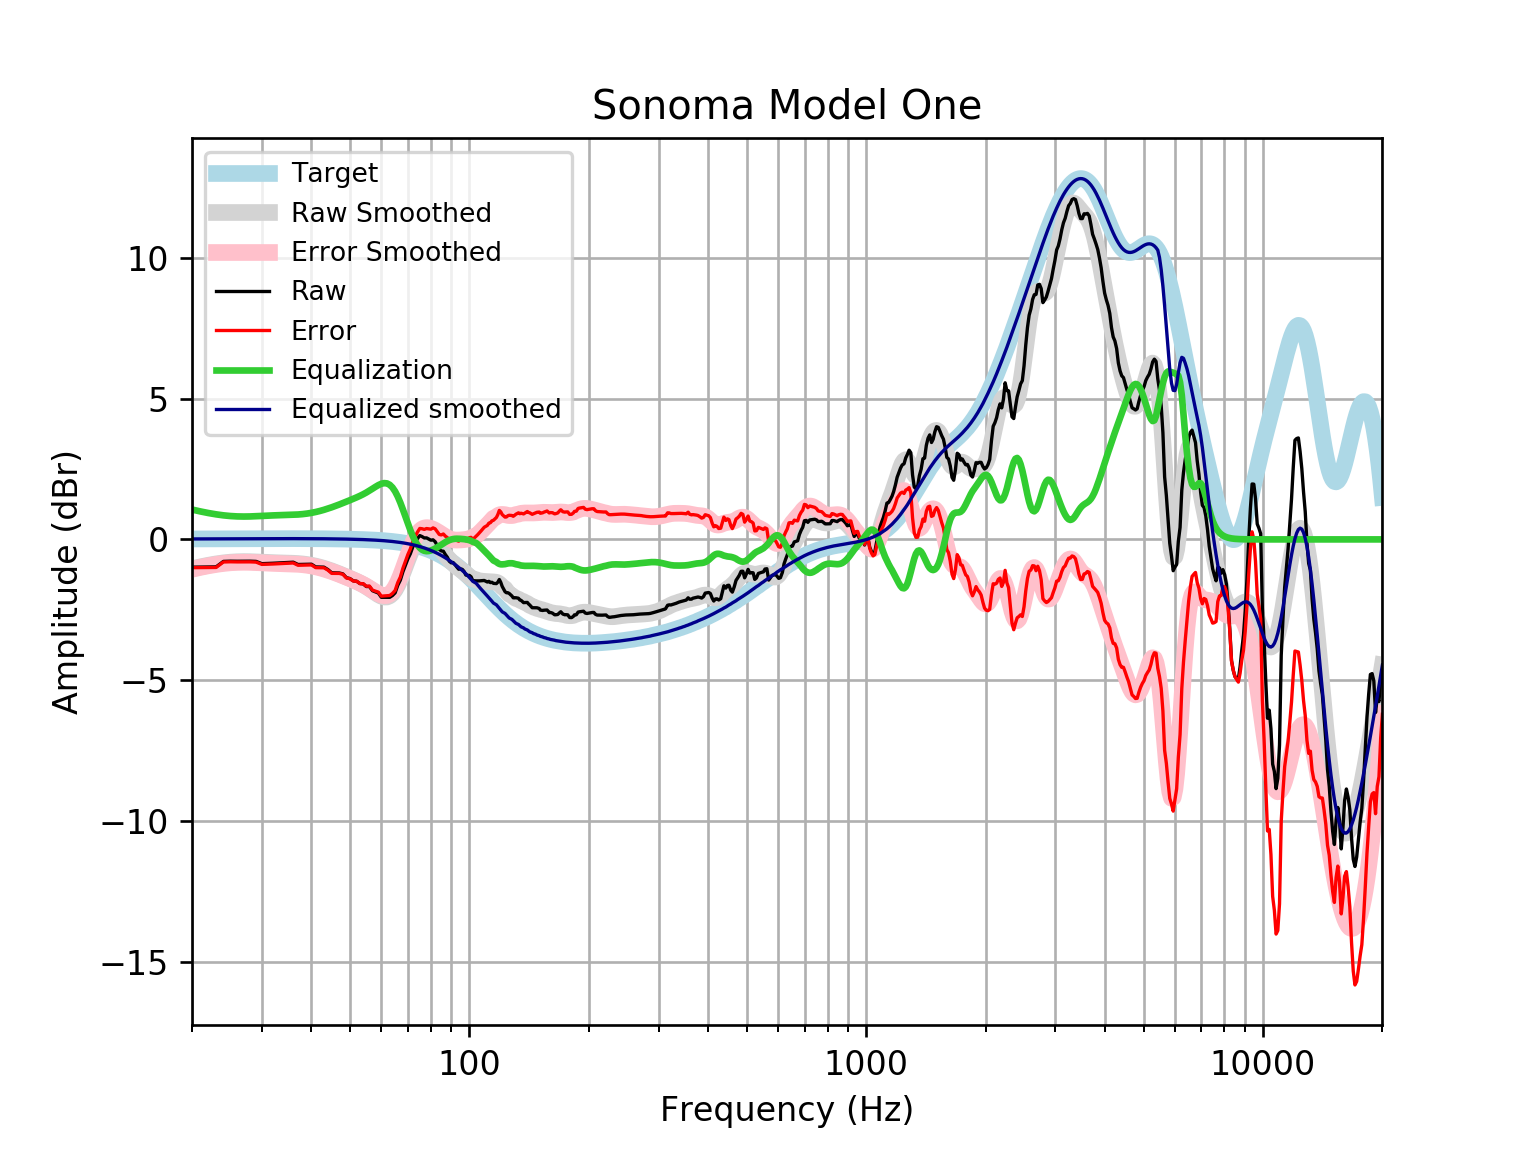 Sonoma Model One
Target
Raw Smoothed
Error Smoothed
Raw
Error
Equalization
Equalized smoothed
Amplitude (dBr)
10
5
0
−5
−10
−15
100
1000
10000
Frequency (Hz)